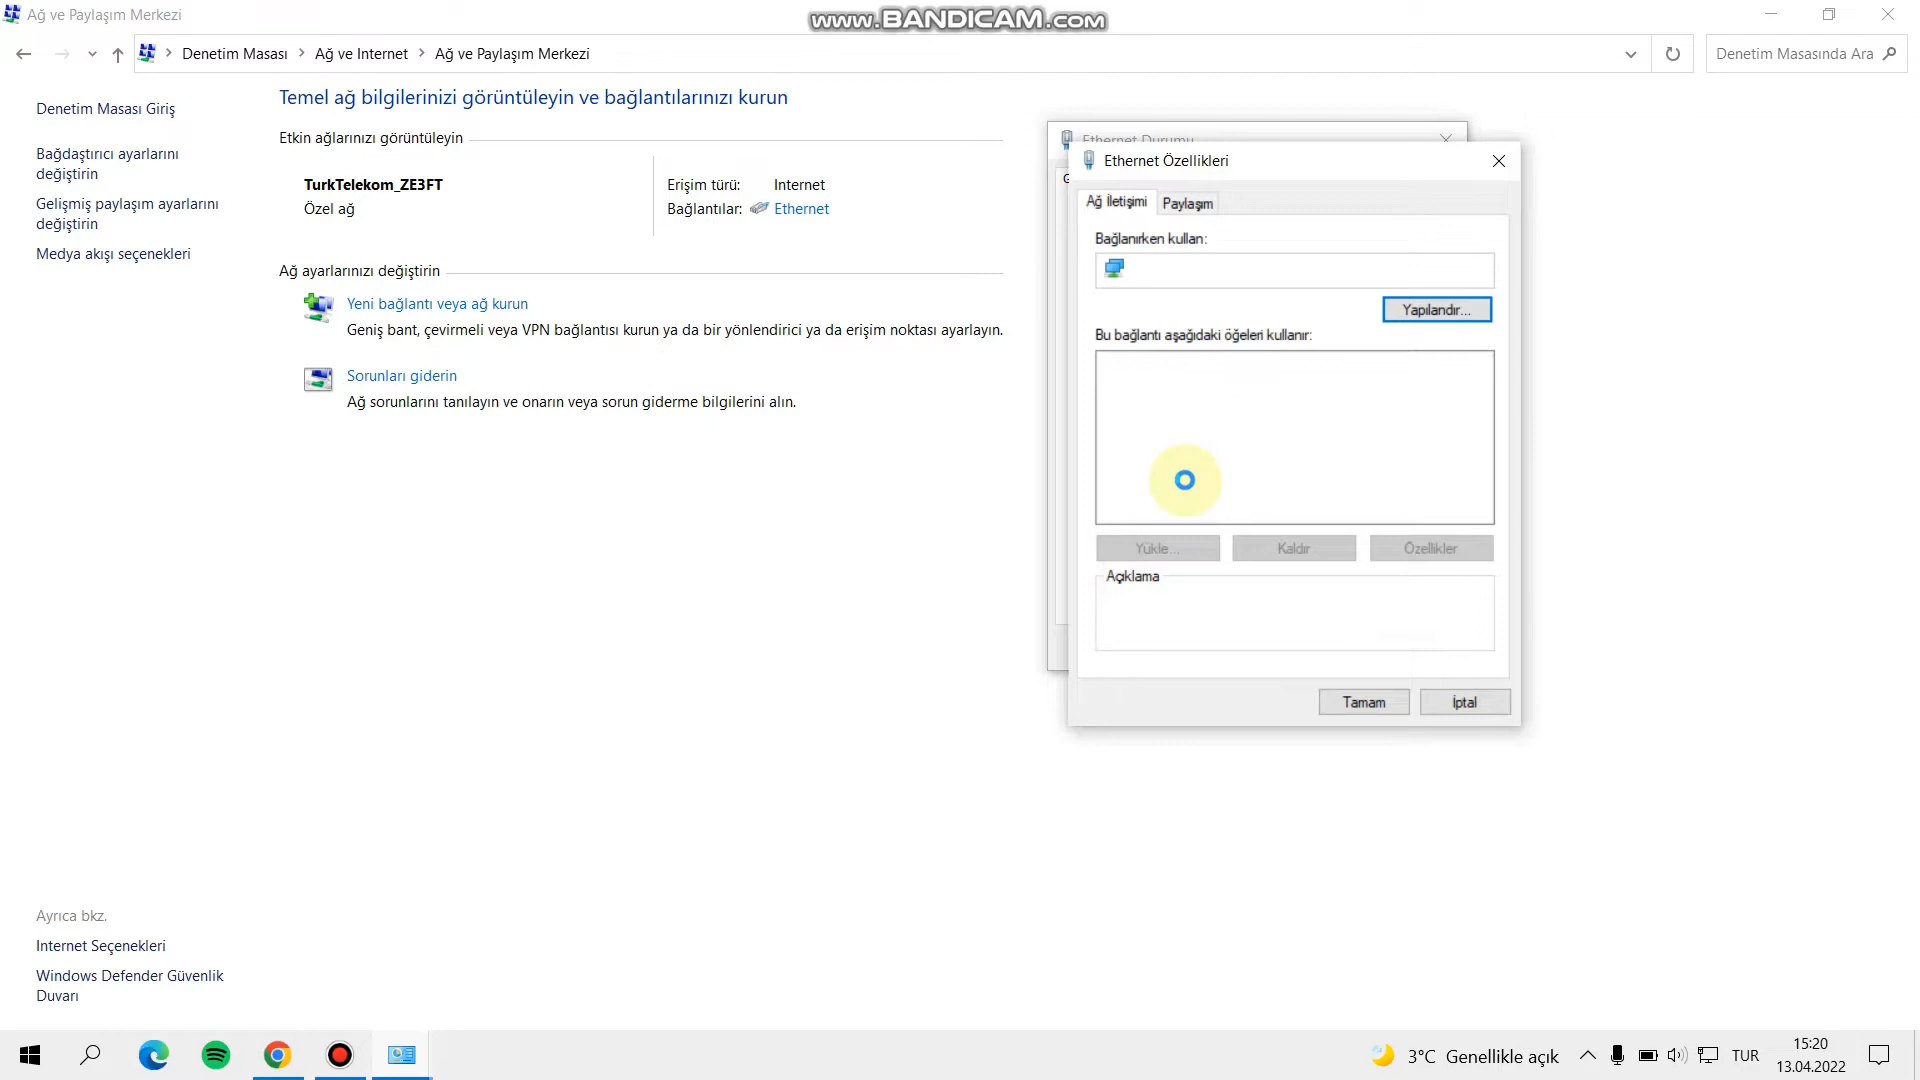 Ağ ve Paylaşım Merkezi
www.BANDICAM.com
Denetim Masası
Ağ ve Internet
Ağ ve Paylaşım Merkezi
Denetim Masasında Ara
Denetim Masası Giriş
Bağdaştırıcı ayarlarını
değiştirin
Gelişmiş paylaşım ayarlarını
değiştirin
Medya akışı seçenekleri
Temel ağ bilgilerinizi görüntüleyin ve bağlantılarınızı kurun
Etkin ağlarınızı görüntüleyin
TurkTelekom_ZE3FT
Özel ağ
Erişim türü: Internet
Bağlantılar: Ethernet
Ağ ayarlarınızı değiştirin
Yeni bağlantı veya ağ kurun
Geniş bant, çevirmeli veya VPN bağlantısı kurun ya da bir yönlendirici ya da erişim noktası ayarlayın.
Sorunları giderin
Ağ sorunlarını tanılayın ve onarın veya sorun giderme bilgilerini alın.
Ethernet Durumu
Ethernet Özellikleri
Ağ İletişimi
Paylaşım
Bağlanırken kullan:
Yapılandır...
Bu bağlantı aşağıdaki öğeleri kullanır:
Yükle...
Kaldır
Özellikler
Açıklama
Tamam
İptal
Ayrıca bkz.
Internet Seçenekleri
Windows Defender Güvenlik
Duvarı
3°C Genellikle açık
TUR
15:20
13.04.2022